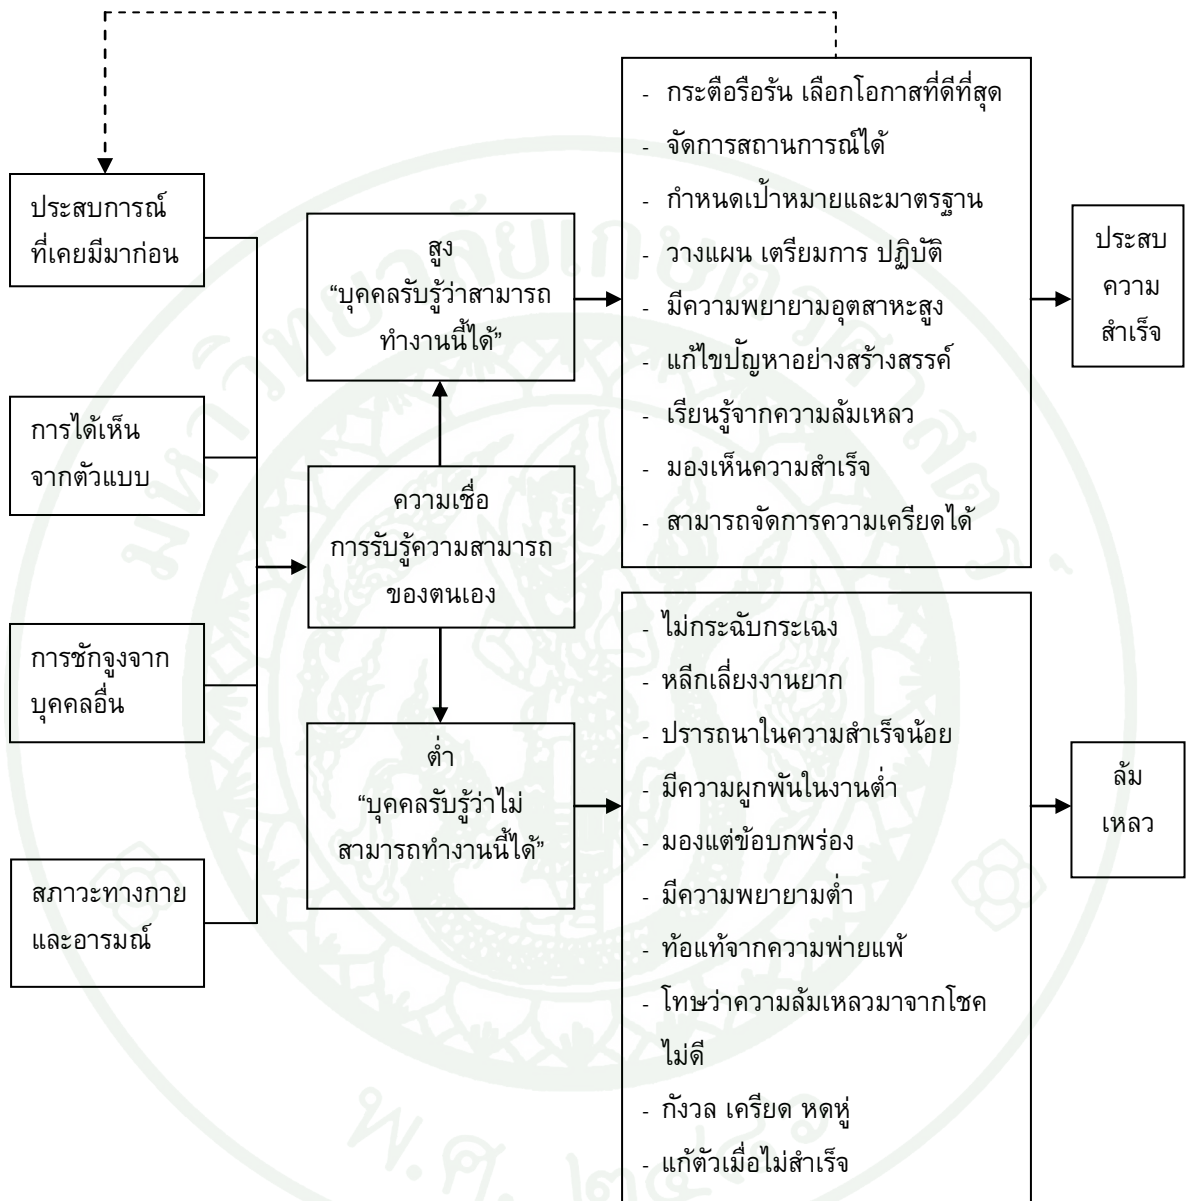 ประสบการณ์
ที่เคยมีมาก่อน
การได้เห็น
จากตัวแบบ
การชักจูงจาก
บุคคลอื่น
สภาวะทางกาย
และอารมณ์
สูง
“บุคคลรับรู้ว่าสามารถ
ทำงานนี้ได้”
ความเชื่อ
การรับรู้ความสามารถ
ของตนเอง
ต่ำ
“บุคคลรับรู้ว่าไม่
สามารถทำงานนี้ได้”
- กระตือรือร้น เลือกโอกาสที่ดีที่สุด
- จัดการสถานการณ์ได้
- กำหนดเป้าหมายและมาตรฐาน
- วางแผน เตรียมการ ปฏิบัติ
- มีความพยายามอุตสาหะสูง
- แก้ไขปัญหาอย่างสร้างสรรค์
- เรียนรู้จากความล้มเหลว
- มองเห็นความสำเร็จ
- สามารถจัดการความเครียดได้
ประสบ
ความ
สำเร็จ
- ไม่กระฉับกระเฉง
- หลีกเลี่ยงงานยาก
- ปรารถนาในความสำเร็จน้อย
- มีความผูกพันในงานต่ำ
- มองแต่ข้อบกพร่อง
- มีความพยายามต่ำ
- ท้อแท้จากความพ่ายแพ้
- โทษว่าความล้มเหลวมาจากโชค
ไม่ดี
- กังวล เครียด หดหู่
- แก้ตัวเมื่อไม่สำเร็จ
ล้ม
เหลว
มหาวิทยาลัยเกษตรศาสตร์
พ.ศ. ๒๔๘๖